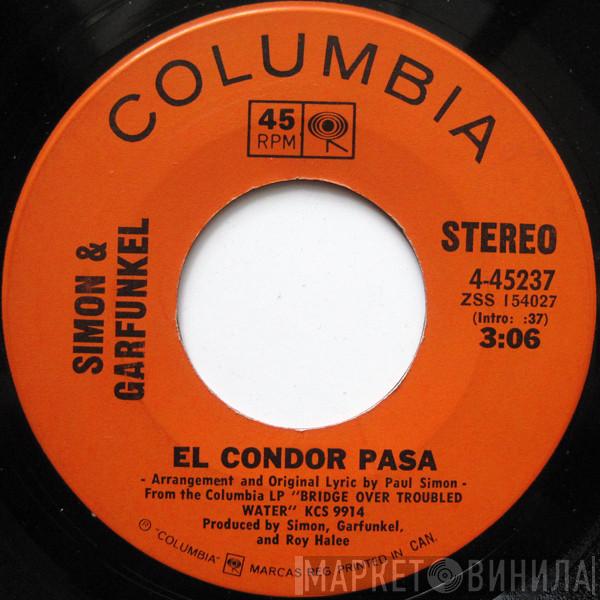 COLUMBIA
45
RPM
SIMON &
GARFUNKEL
STEREO
4-45237
ZSS 154027
(Intro: :37)
3:06
EL CONDOR PASA
- Arrangement and Original Lyric by Paul Simon -
From the Columbia LP "BRIDGE OVER TROUBLED
WATER" KCS 9914
Produced by Simon, Garfunkel,
and Roy Halee
℗ "COLUMBIA" MARCAS REG. PRINTED IN CAN.
МАРКЕТ ВИНИЛА